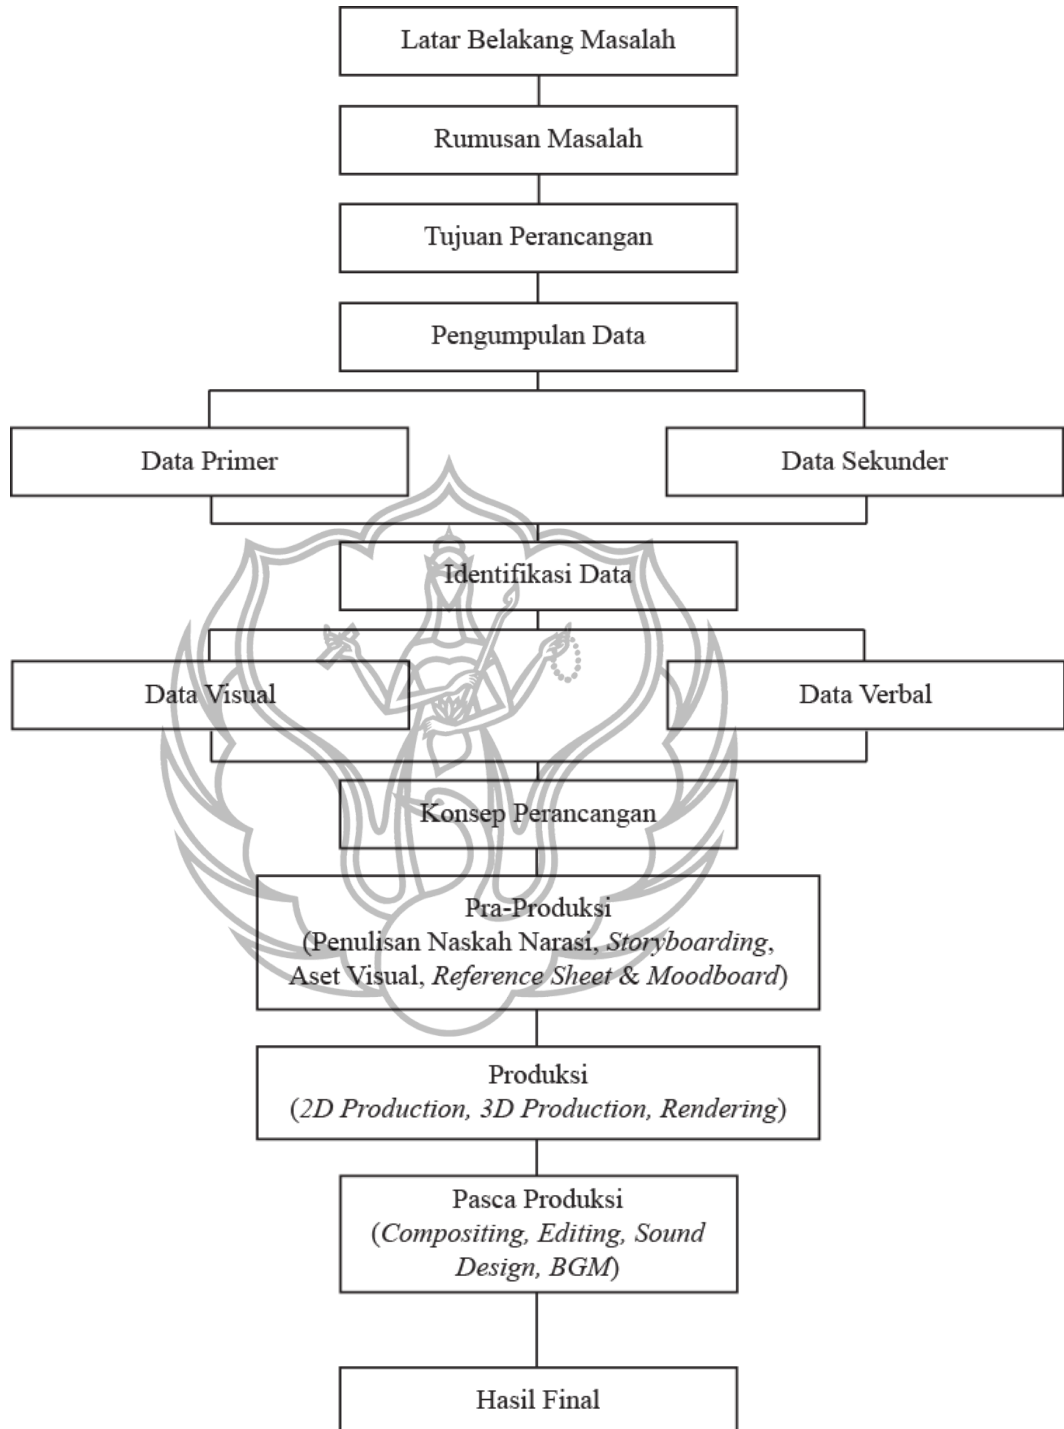 Latar Belakang Masalah
Rumusan Masalah
Tujuan Perancangan
Pengumpulan Data
Data Primer
Data Sekunder
Identifikasi Data
Data Visual
Data Verbal
Konsep Perancangan
Pra-Produksi
(Penulisan Naskah Narasi, Storyboarding,
Aset Visual, Reference Sheet & Moodboard)
Produksi
(2D Production, 3D Production, Rendering)
Pasca Produksi
(Compositing, Editing, Sound
Design, BGM)
Hasil Final